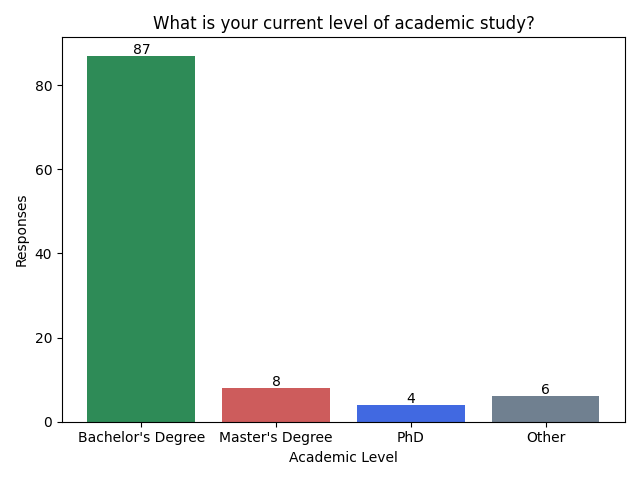 What is your current level of academic study?
87
80
60
40
20
0
8
4
6
Responses
Bachelor's Degree
Master's Degree
PhD
Other
Academic Level